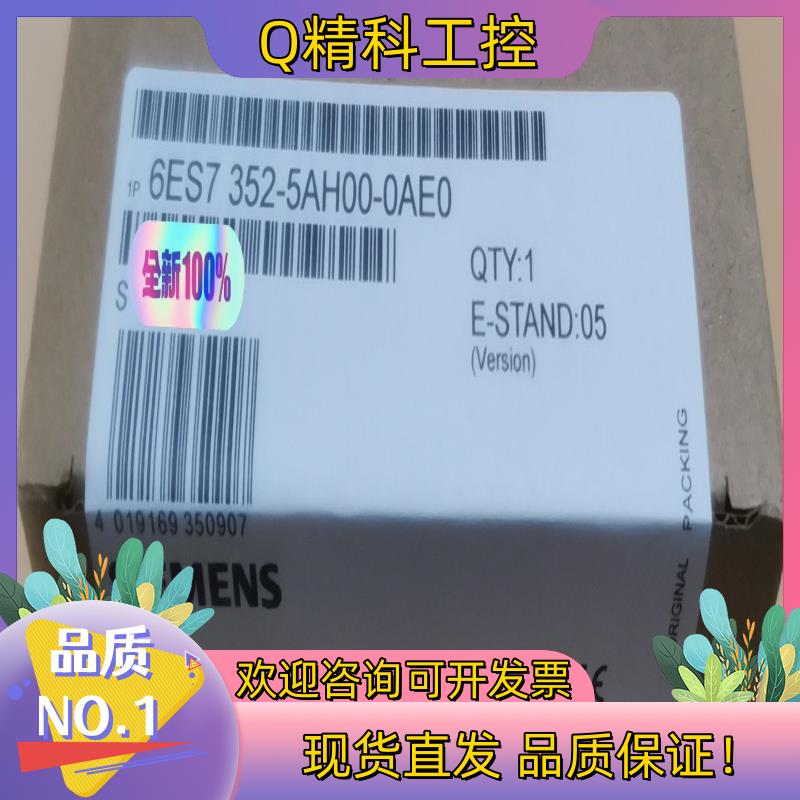 Q精科工控
1P 6ES7 352-5AH00-0AE0
全新100%
S
QTY:1
E-STAND:05
(Version)
4 019169 350907
ORIGINAL PACKING
SIEMENS
品质
NO.1
欢迎咨询可开发票
现货直发 品质保证!